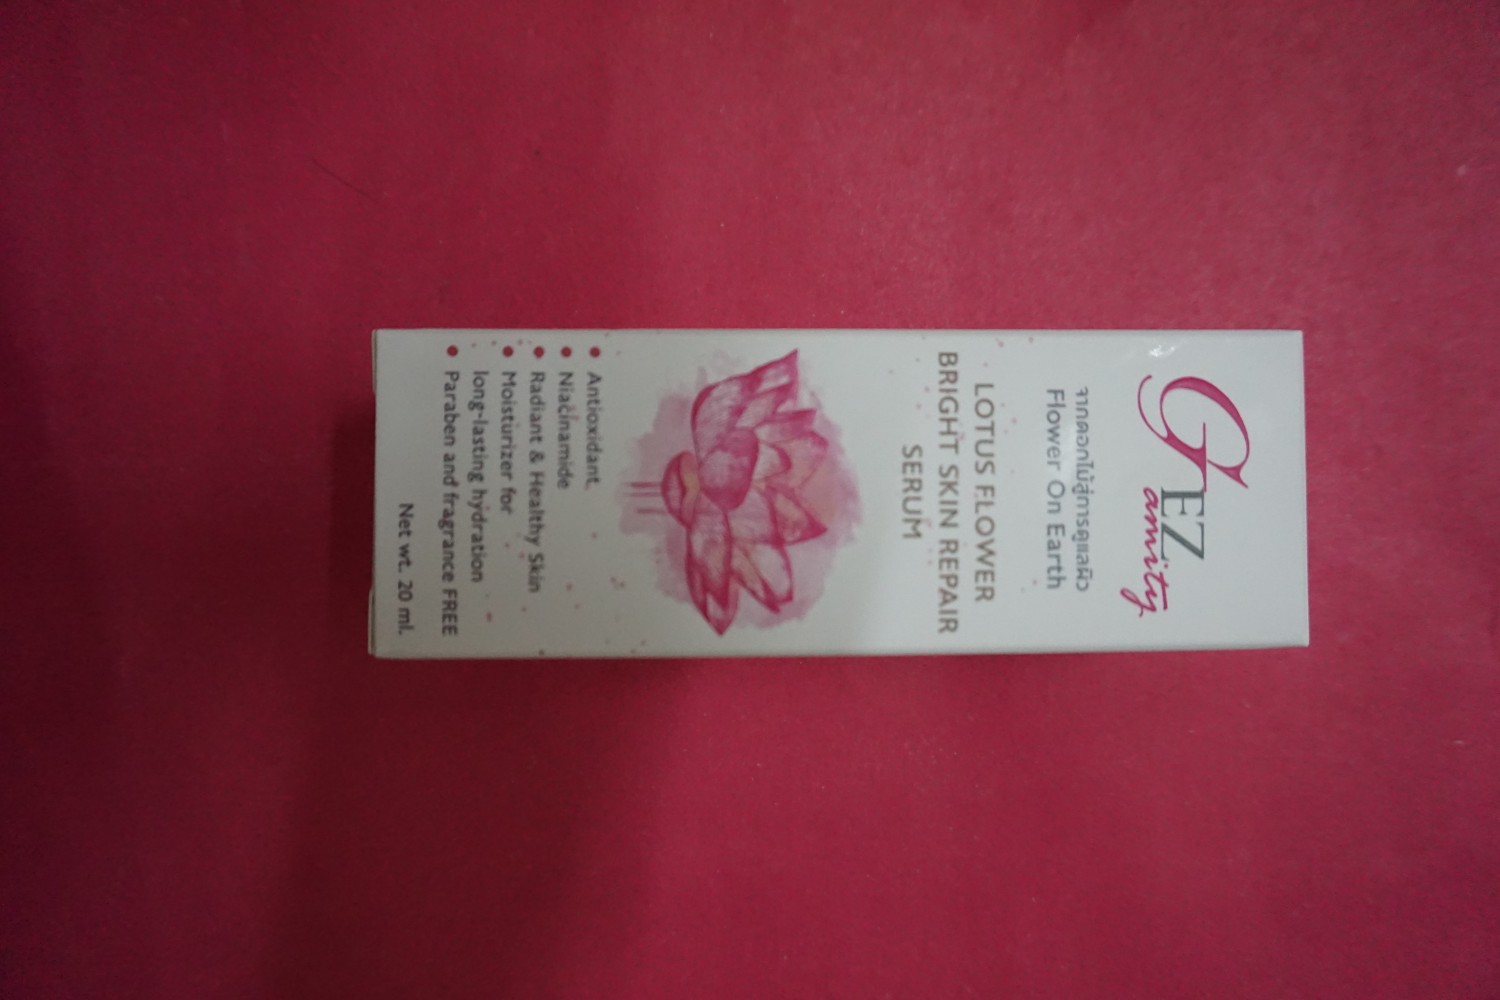 GEZ
amity
จากดอกไม้สู่การดูแลผิว
Flower On Earth
LOTUS FLOWER
BRIGHT SKIN REPAIR
SERUM
• Antioxidant
• Niacinamide
• Radiant & Healthy Skin
• Moisturizer for
long-lasting hydration
• Paraben and fragrance FREE
Net wt. 20 ml.